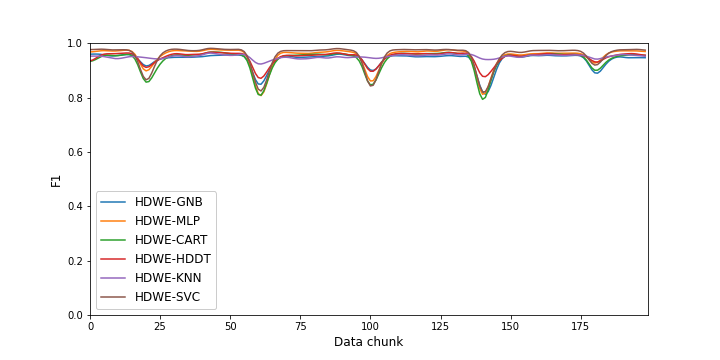 1.0
0.8
0.6
0.4
0.2
0.0
F1
HDWE-GNB
HDWE-MLP
HDWE-CART
HDWE-HDDT
HDWE-KNN
HDWE-SVC
0 25 50 75 100 125 150 175
Data chunk